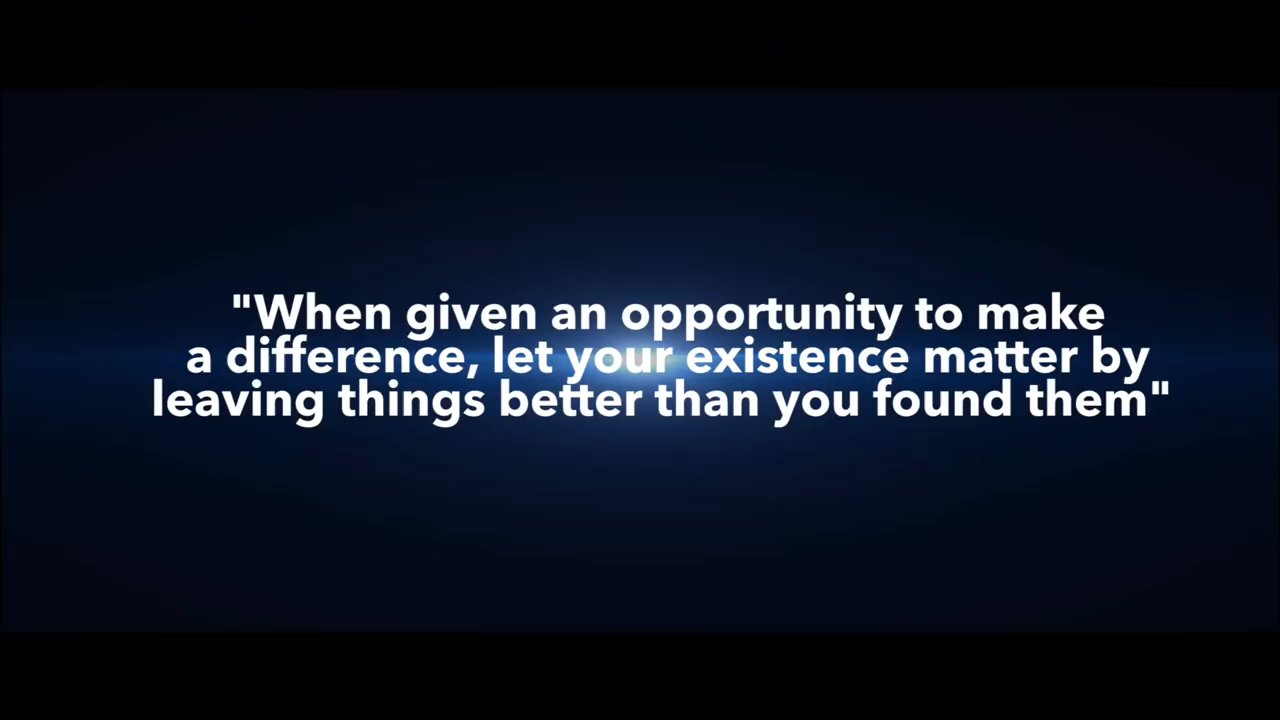 "When given an opportunity to make
a difference, let your existence matter by
leaving things better than you found them"